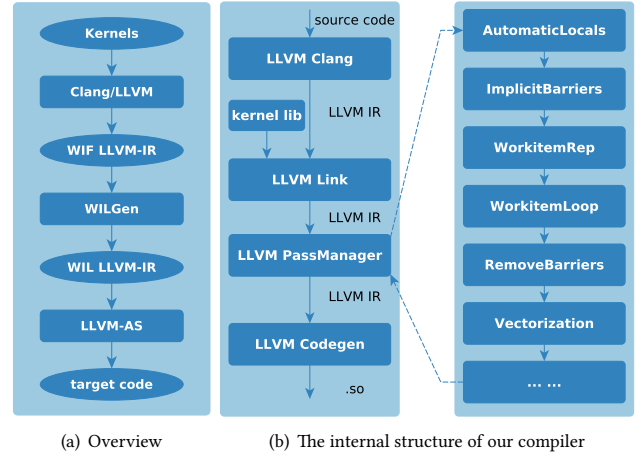 Kernels
Clang/LLVM
WIF LLVM-IR
WILGen
WIL LLVM-IR
LLVM-AS
target code
(a) Overview
source code
LLVM Clang
kernel lib
LLVM IR
LLVM Link
LLVM IR
LLVM PassManager
LLVM IR
LLVM Codegen
.so
AutomaticLocals
ImplicitBarriers
WorkitemRep
WorkitemLoop
RemoveBarriers
Vectorization
... ...
(b) The internal structure of our compiler